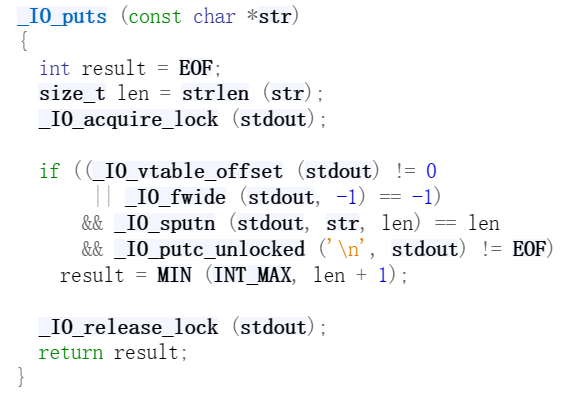 _IO_puts (const char *str)
{
  int result = EOF;
  size_t len = strlen (str);
  _IO_acquire_lock (stdout);

  if ((_IO_vtable_offset (stdout) != 0
       || _IO_fwide (stdout, -1) == -1)
      && _IO_sputn (stdout, str, len) == len
      && _IO_putc_unlocked ('\n', stdout) != EOF)
    result = MIN (INT_MAX, len + 1);

  _IO_release_lock (stdout);
  return result;
}